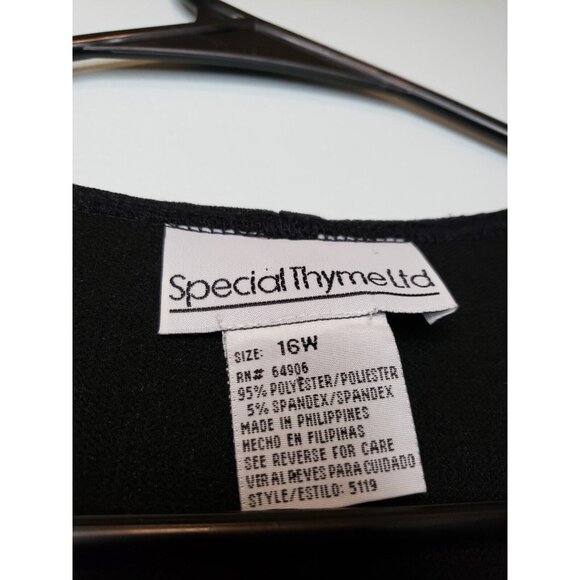 Special Thyme Ltd
SIZE: 16W
RN# 64906
95% POLYESTER/POLIESTER
5% SPANDEX/SPANDEX
MADE IN PHILIPPINES
HECHO EN FILIPINAS
SEE REVERSE FOR CARE
VER AL REVES PARA CUIDADO
STYLE/ESTILO: 5119